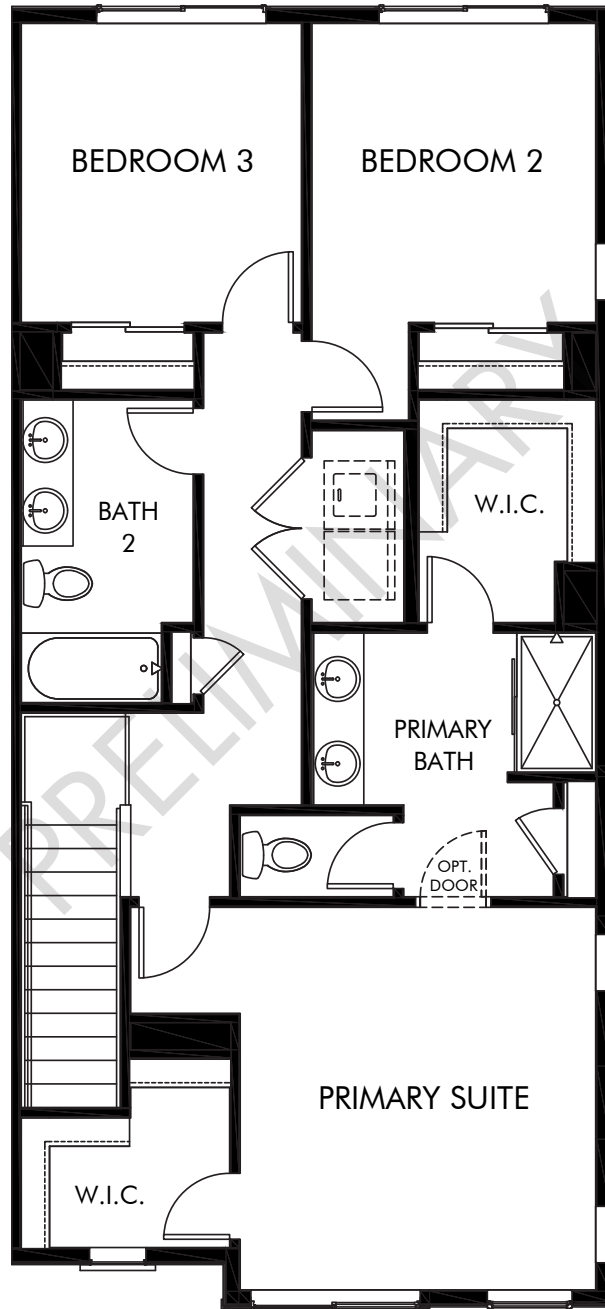 BEDROOM 3
BEDROOM 2
BATH
2
W.I.C.
PRIMARY
BATH
OPT.
DOOR
PRIMARY SUITE
W.I.C.
PRELIMINARY